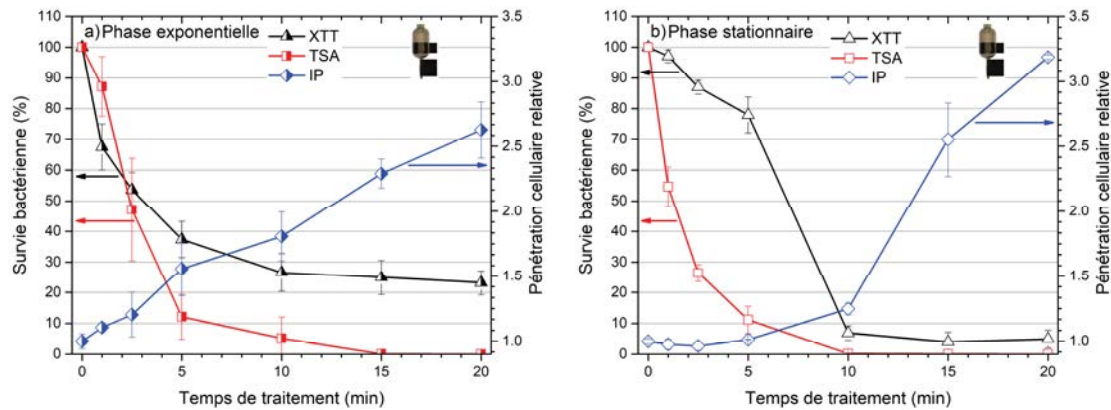 a) Phase exponentielle
XTT
TSA
IP
Survie bactérienne (%)
110
100
90
80
70
60
50
40
30
20
10
0
3.5
3.0
2.5
2.0
1.5
1.0
Pénétration cellulaire relative
0 5 10 15 20
Temps de traitement (min)
b) Phase stationnaire
XTT
TSA
IP
Survie bactérienne (%)
110
100
90
80
70
60
50
40
30
20
10
0
3.5
3.0
2.5
2.0
1.5
1.0
Pénétration cellulaire relative
0 5 10 15 20
Temps de traitement (min)